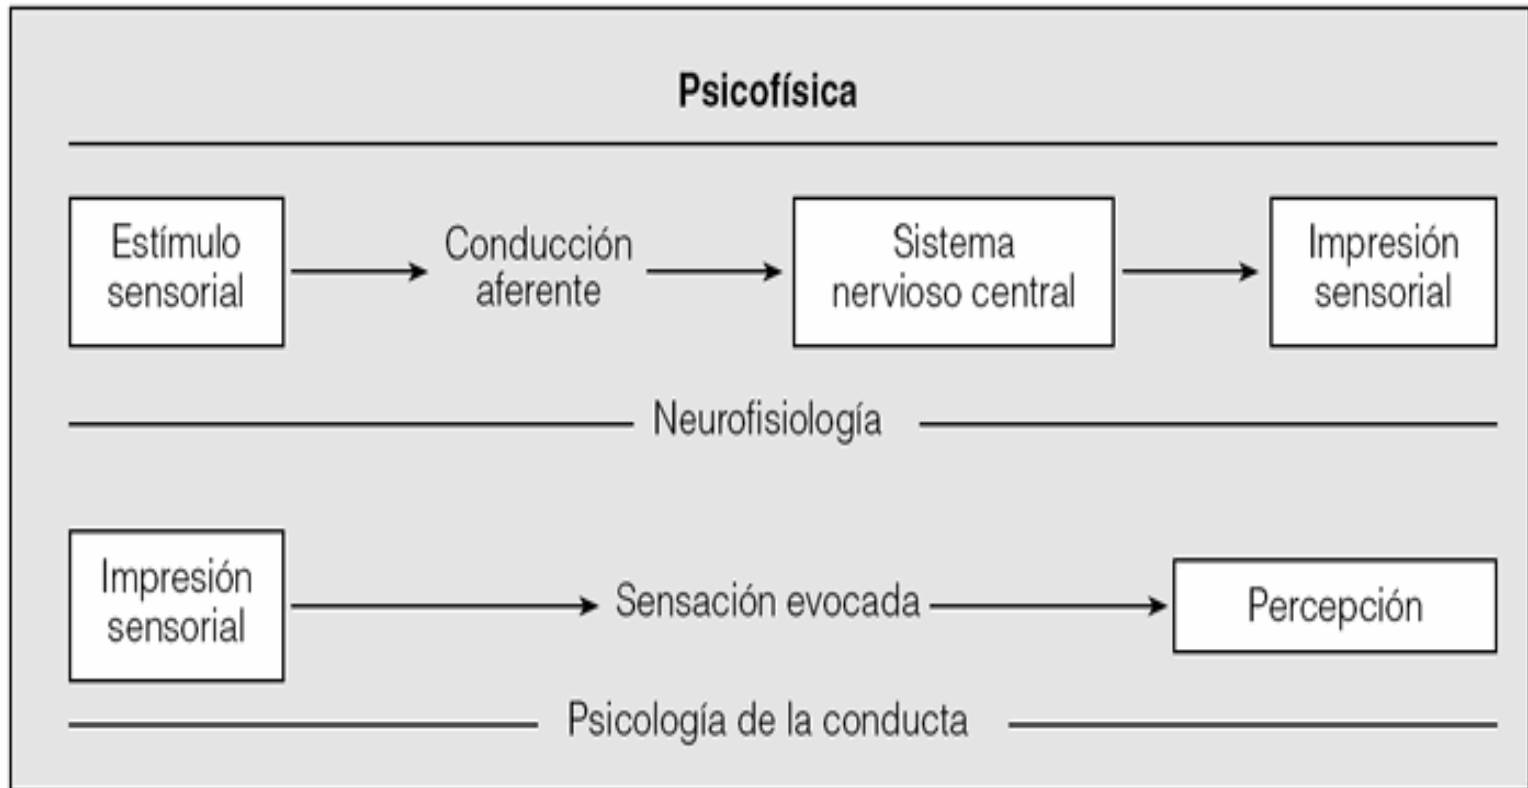 Psicofísica
Estímulo
sensorial
Conducción
aferente
Sistema
nervioso central
Impresión
sensorial
Neurofisiología
Impresión
sensorial
Sensación evocada
Percepción
Psicología de la conducta